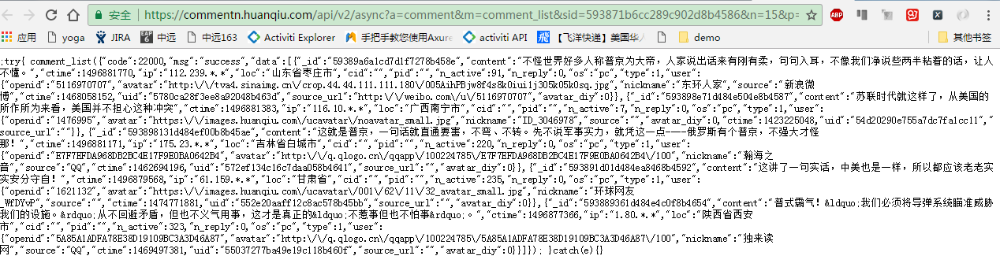 安全 | https://commentn.huanqiu.com/api/v2/async?a=comment&m=comment_list&sid=593871b6cc289c902d8b4586&n=15&p=
ABP
应用 yoga JIRA EAP 6 中远 中远163 Activiti Explorer 手把手教您使用Axure activiti API 飛 【飞洋快递】美国华人 demo 其他书签
;try{ comment_list({"code":22000,"msg":"success","data":[{"_id":"59389a6a1cd7d1f7278b458e","content":"不怪世界好多人称普京为大帝，人家说出话来有刚有柔，句句入耳，不像我们净说些两半粘着的话，让人
不懂。","ctime":1496881770,"ip":"112.239.*.*","loc":"山东省枣庄市","cid":"","pid":"","n_active":91,"n_reply":0,"os":"pc","type":1,"user":
{"openid":"5116970707","avatar":"http:\/\/tva4.sinaimg.cn\/crop.44.44.111.111.180\/005AihPBjw8f4s8k0iui1j305k05k0sq.jpg","nickname":"东环人家","source":"新浪微
博","ctime":1468058152,"uid":"5780ca28f3ee8a92048b463d","source_url":"http:\/\/weibo.com\/u\/5116970707","avatar_diy":0}},{"_id":"593898e71d484e504e8b4587","content":"苏联时代就这样了，从美国的
所作所为来看，美国并不担心这种冲突","ctime":1496881383,"ip":"116.10.*.*","loc":"广西南宁市","cid":"","pid":"","n_active":7,"n_reply":0,"os":"pc","type":1,"user":
{"openid":"1476995","avatar":"https:\/\/images.huanqiu.com\/ucavatar\/noavatar_small.jpg","nickname":"ID_3046978","source":"","avatar_diy":0,"ctime":1423225048,"uid":"54d20290e755a7dc7fa1cc11","
source_url":""}},{"_id":"593898131d484ef00b8b45ae","content":"这就是普京，一句话就直通要害，不弯、不转。先不说军事实力，就凭这一点----俄罗斯有个普京，不强大才怪
那！","ctime":1496881171,"ip":"175.23.*.*","loc":"吉林省白城市","cid":"","pid":"","n_active":220,"n_reply":0,"os":"pc","type":1,"user":
{"openid":"E7F7EFDA968DB2BC4E17F9E0BA0642B4","avatar":"http:\/\/q.qlogo.cn\/qqapp\/100224785\/E7F7EFDA968DB2BC4E17F9E0BA0642B4\/100","nickname":"瀚海之
音","source":"QQ","ctime":1462694196,"uid":"572ef134c16c7daa058b4641","source_url":"","avatar_diy":0}},{"_id":"593891d01d484ea8468b4592","content":"这讲了一句实话，中美也是一样，所以都应该老老实
实安分守自！","ctime":1496879568,"ip":"61.159.*.*","loc":"甘肃省","cid":"","pid":"","n_active":235,"n_reply":0,"os":"pc","type":1,"user":
{"openid":"1621132","avatar":"https:\/\/images.huanqiu.com\/ucavatar\/001\/62\/11\/32_avatar_small.jpg","nickname":"环球网友
_WfDYvP","source":"","ctime":1474771881,"uid":"552e20aaff12c8ac578b45bb","source_url":"","avatar_diy":0}},{"_id":"593889361d484e4c0f8b4654","content":"普式霸气！&ldquo;我们必须将导弹系统瞄准威胁
我们的设施。&rdquo;从不回避矛盾，但也不义气用事，这才是真正的&ldquo;不惹事但也不怕事&rdquo;。","ctime":1496877366,"ip":"1.80.*.*","loc":"陕西省西安
市","cid":"","pid":"","n_active":323,"n_reply":0,"os":"pc","type":1,"user":
{"openid":"5A85A1ADFA78E38D19109BC3A3D46A87","avatar":"http:\/\/q.qlogo.cn\/qqapp\/100224785\/5A85A1ADFA78E38D19109BC3A3D46A87\/100","nickname":"独来读
网","source":"QQ","ctime":1469497381,"uid":"55037277ba49e19c118b460f","source_url":"","avatar_diy":0}}]}); }catch(e){}